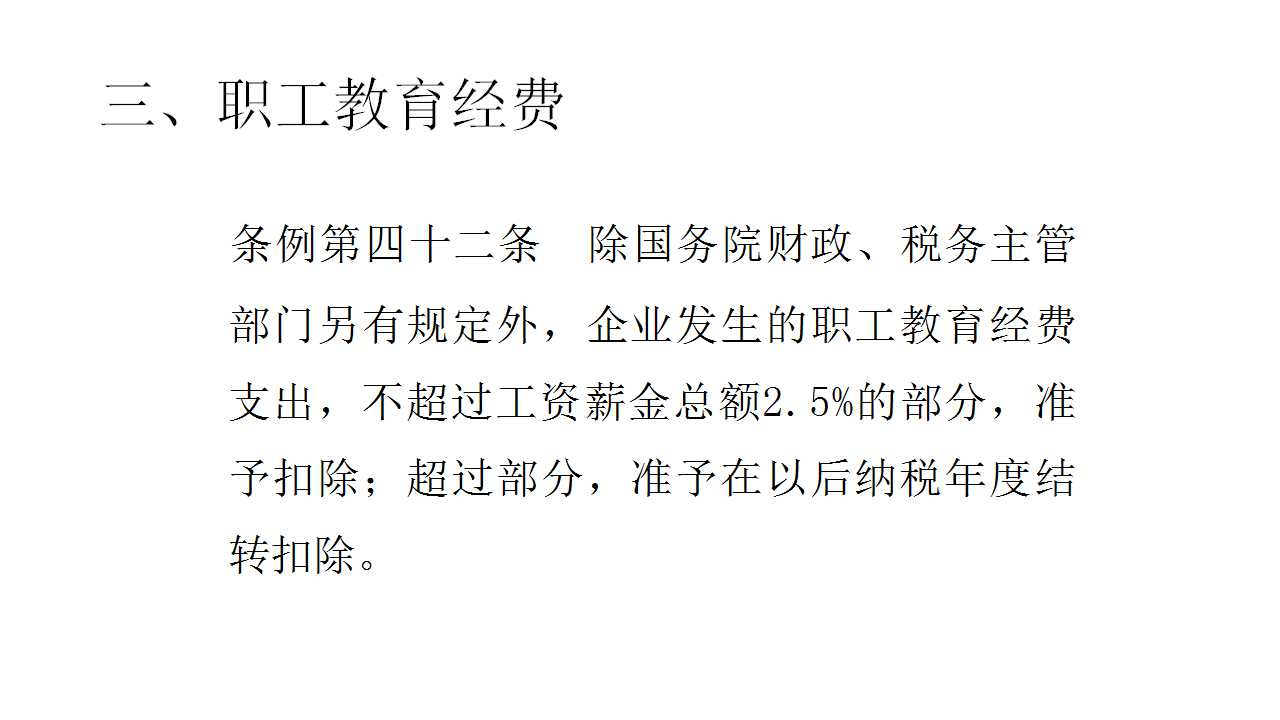 三、职工教育经费
条例第四十二条　除国务院财政、税务主管
部门另有规定外，企业发生的职工教育经费
支出，不超过工资薪金总额2.5%的部分，准
予扣除；超过部分，准予在以后纳税年度结
转扣除。